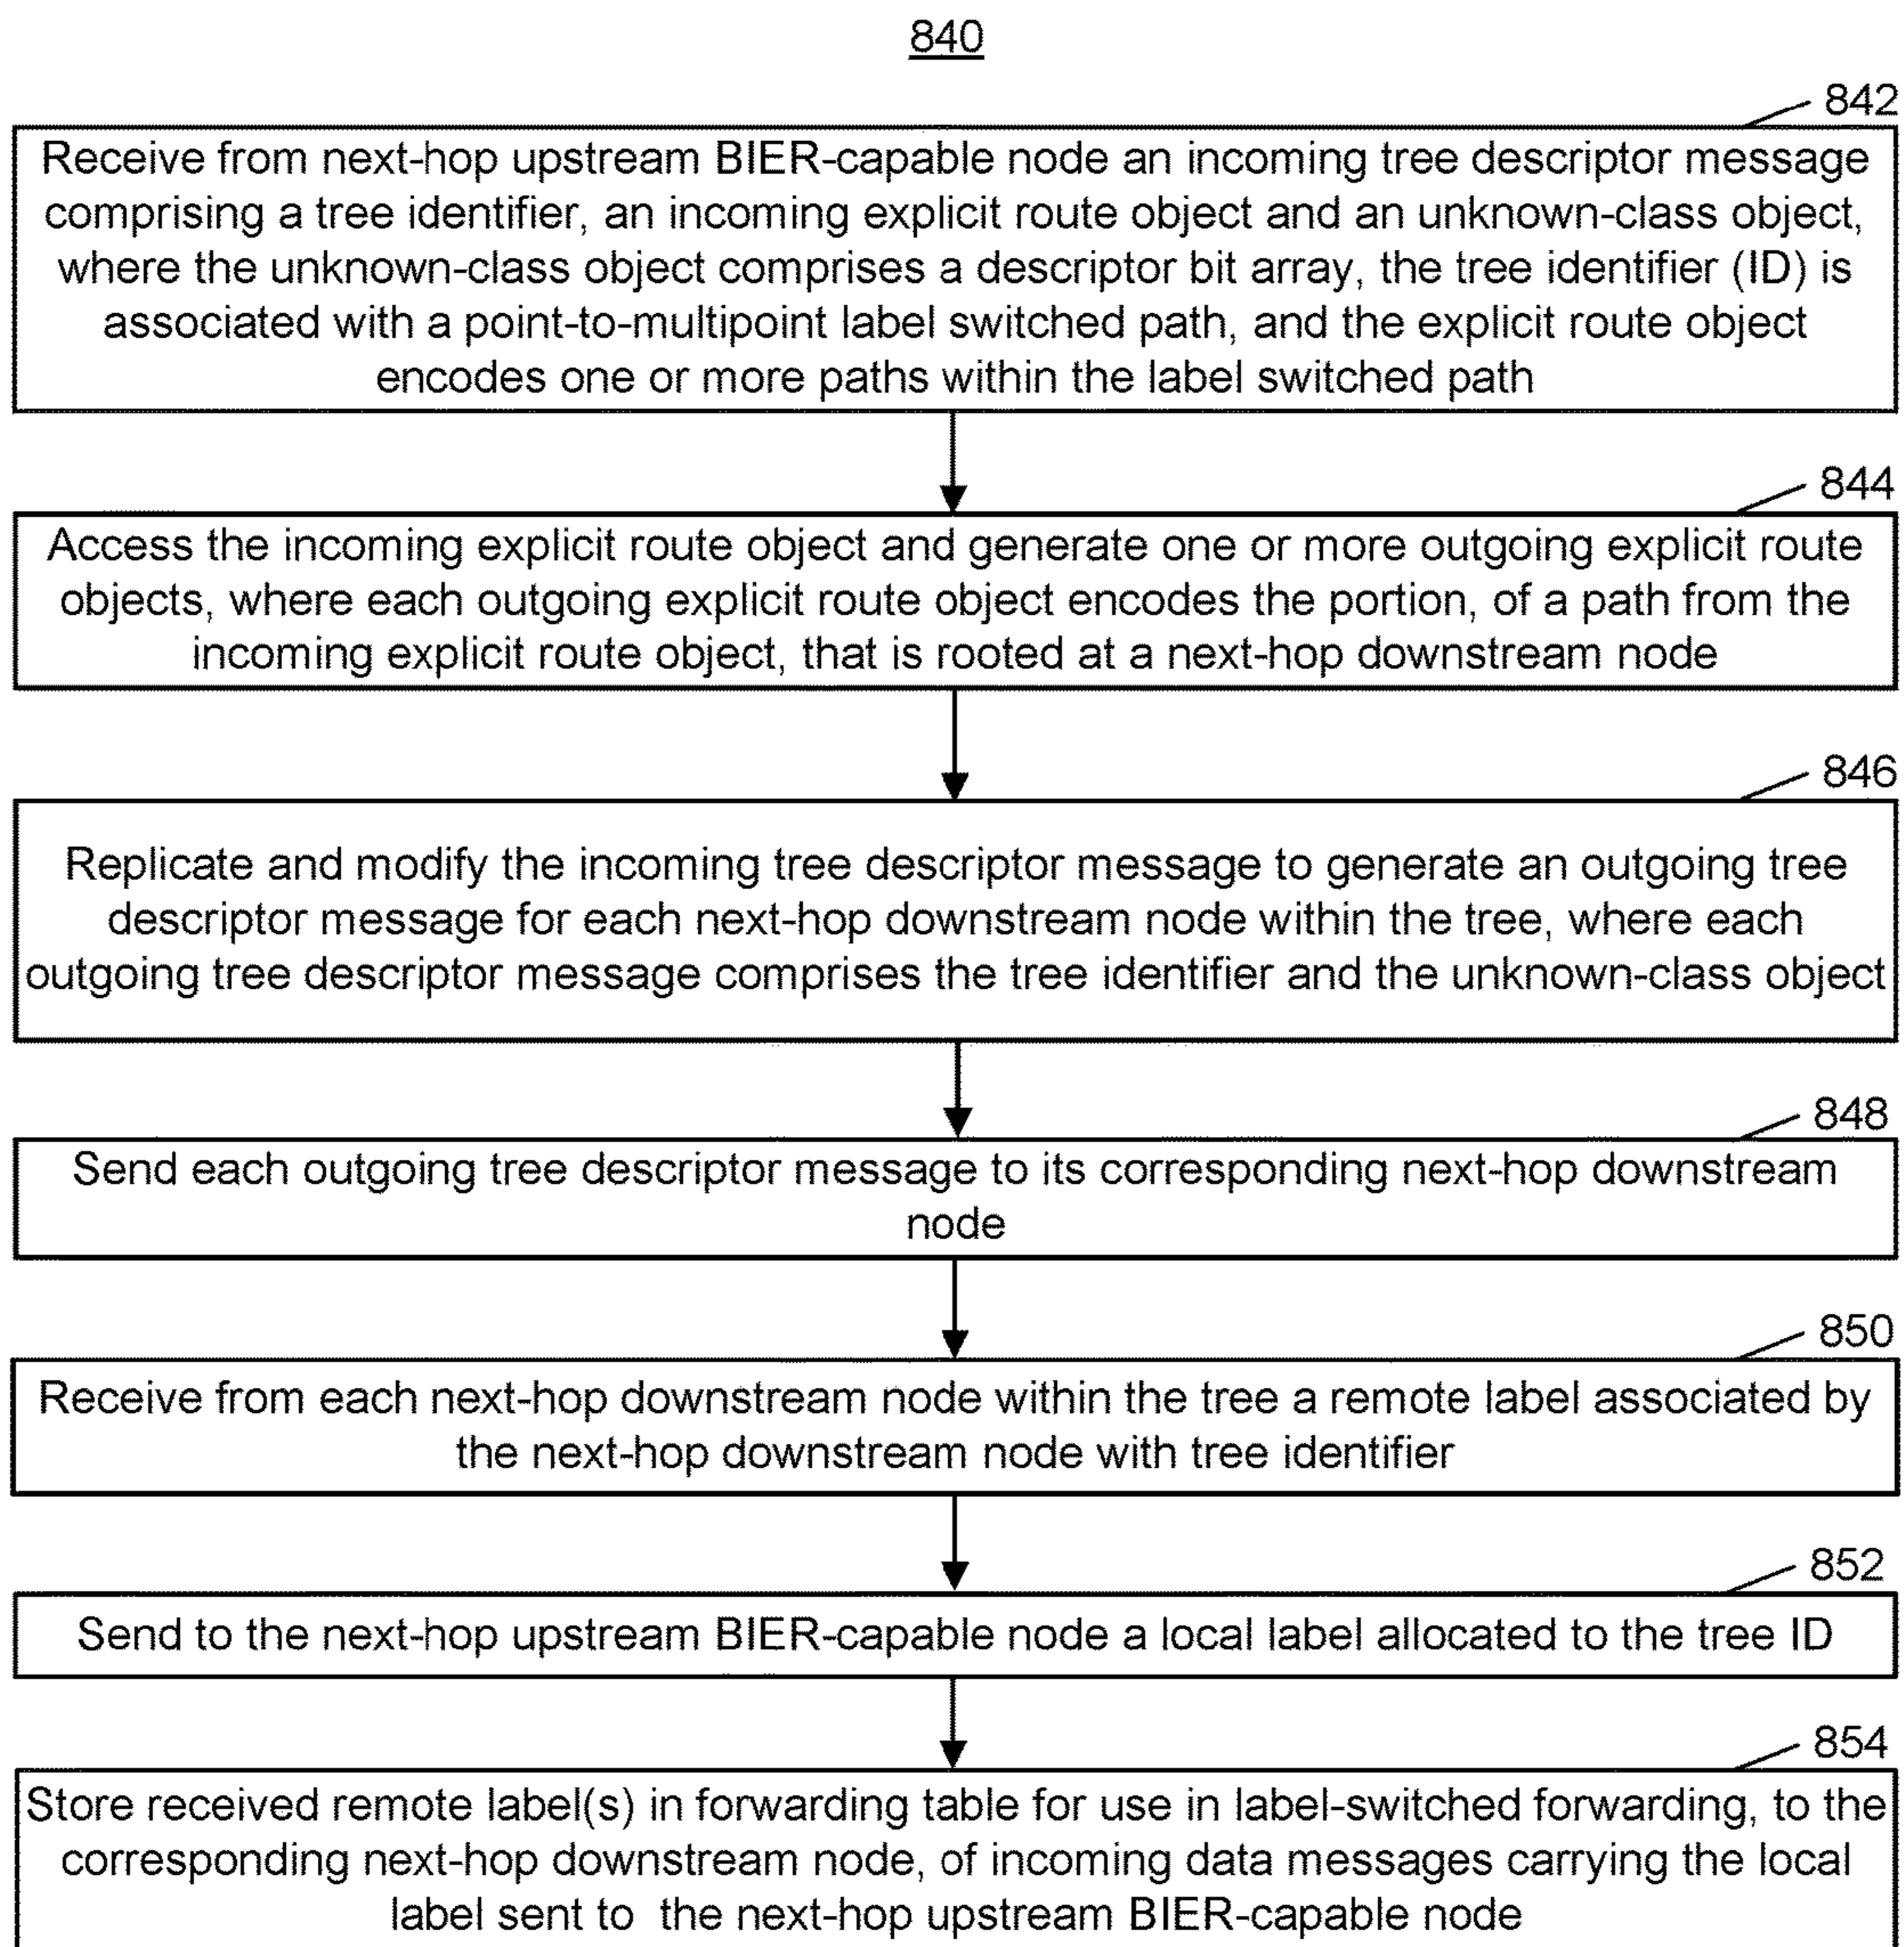 840
842
Receive from next-hop upstream BIER-capable node an incoming tree descriptor message
comprising a tree identifier, an incoming explicit route object and an unknown-class object,
where the unknown-class object comprises a descriptor bit array, the tree identifier (ID) is
associated with a point-to-multipoint label switched path, and the explicit route object
encodes one or more paths within the label switched path
844
Access the incoming explicit route object and generate one or more outgoing explicit route
objects, where each outgoing explicit route object encodes the portion, of a path from the
incoming explicit route object, that is rooted at a next-hop downstream node
846
Replicate and modify the incoming tree descriptor message to generate an outgoing tree
descriptor message for each next-hop downstream node within the tree, where each
outgoing tree descriptor message comprises the tree identifier and the unknown-class object
848
Send each outgoing tree descriptor message to its corresponding next-hop downstream
node
850
Receive from each next-hop downstream node within the tree a remote label associated by
the next-hop downstream node with tree identifier
852
Send to the next-hop upstream BIER-capable node a local label allocated to the tree ID
854
Store received remote label(s) in forwarding table for use in label-switched forwarding, to the
corresponding next-hop downstream node, of incoming data messages carrying the local
label sent to the next-hop upstream BIER-capable node